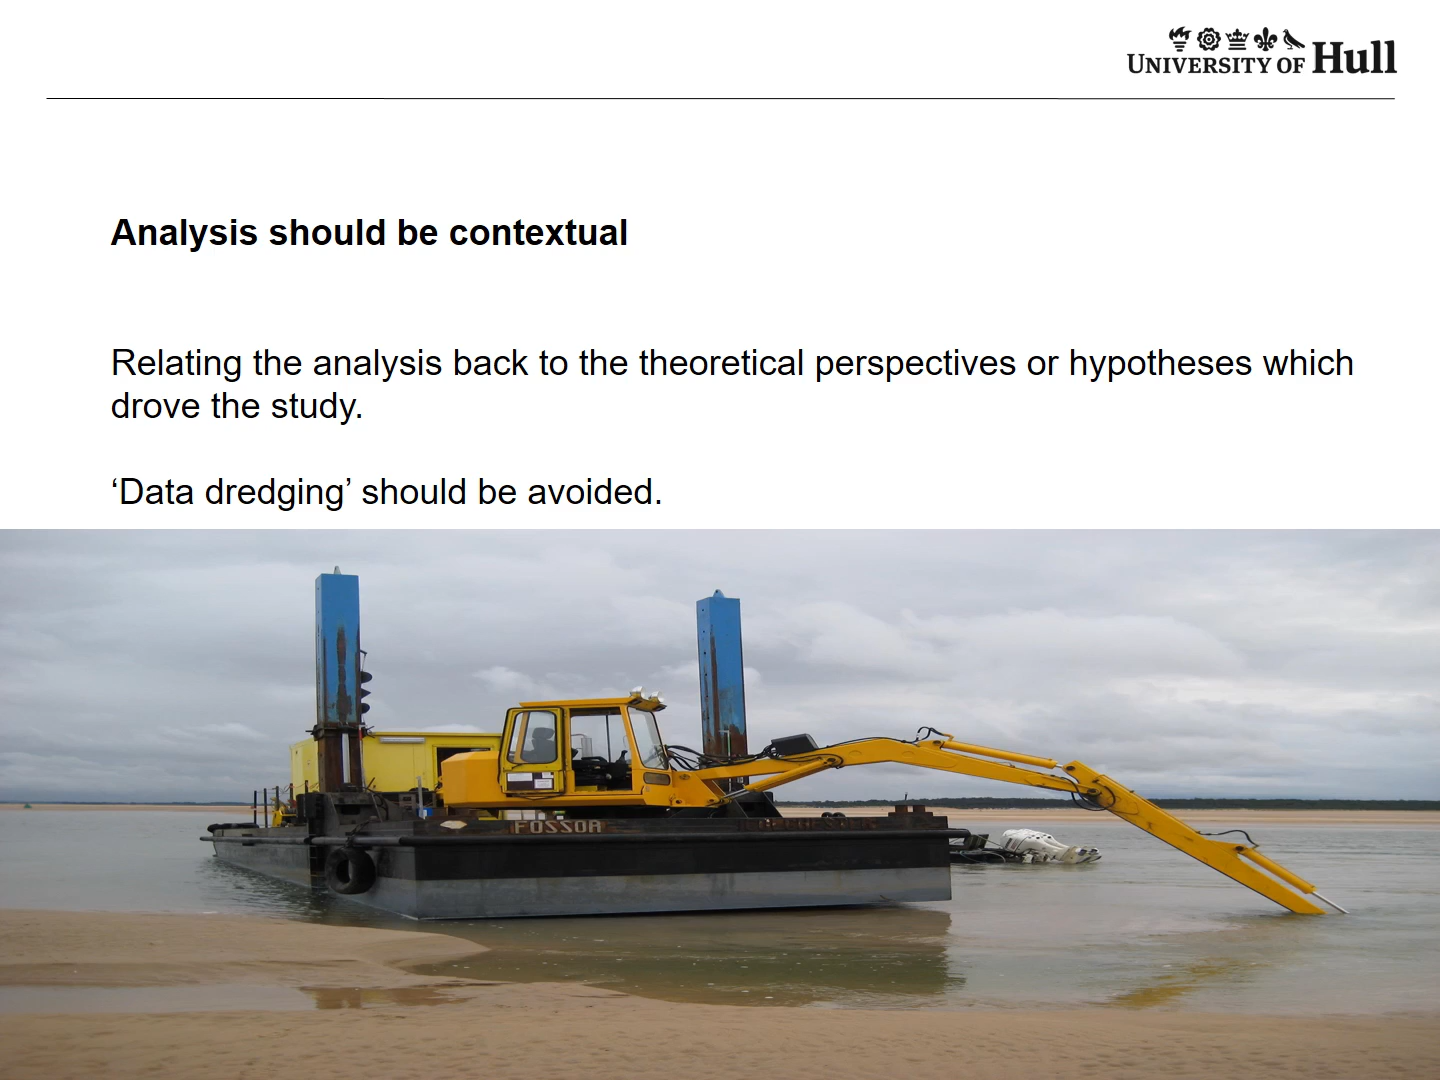 UNIVERSITY OF Hull
Analysis should be contextual
Relating the analysis back to the theoretical perspectives or hypotheses which
drove the study.
‘Data dredging’ should be avoided.
FOSSOR